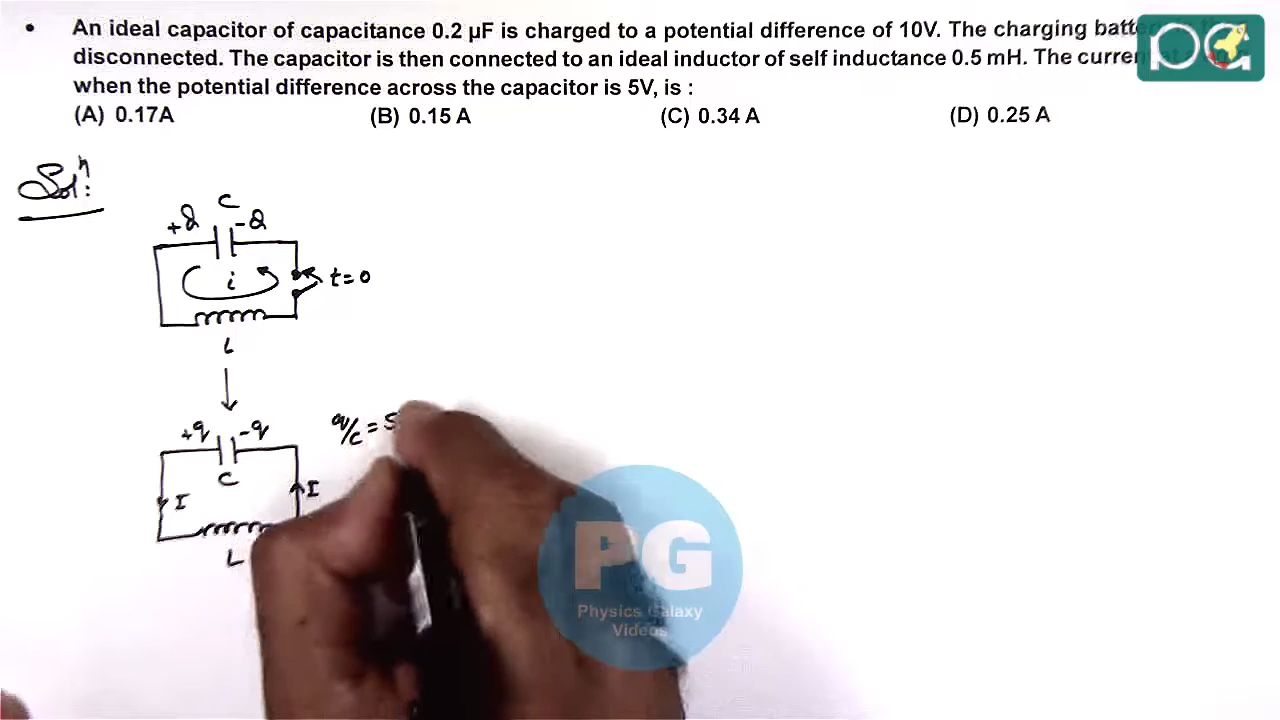 • An ideal capacitor of capacitance 0.2 μF is charged to a potential difference of 10V. The charging
disconnected. The capacitor is then connected to an ideal inductor of self inductance 0.5 mH. The
when the potential difference across the capacitor is 5V, is :
(A) 0.17A (B) 0.15 A (C) 0.34 A (D) 0.25 A
Solⁿ:
C
+Q -Q
i t=0
L
+q -q q/c = 5
C
I I
L
PG
Physics Galaxy
Videos